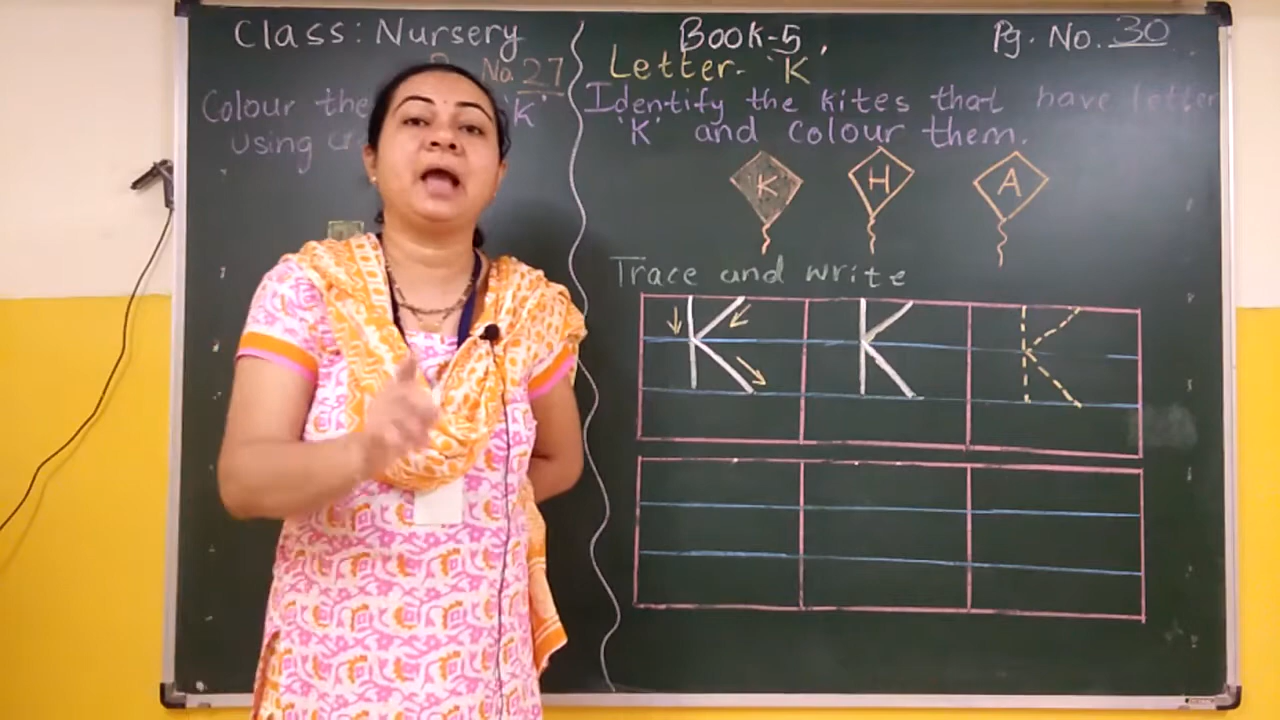 Class: Nursery
No. 27
Colour the 'K'
using
Book-5,
Pg. No. 30
Letter- 'K'
Identify the kites that have letter
'K' and colour them.
K H A
Trace and write
K K K